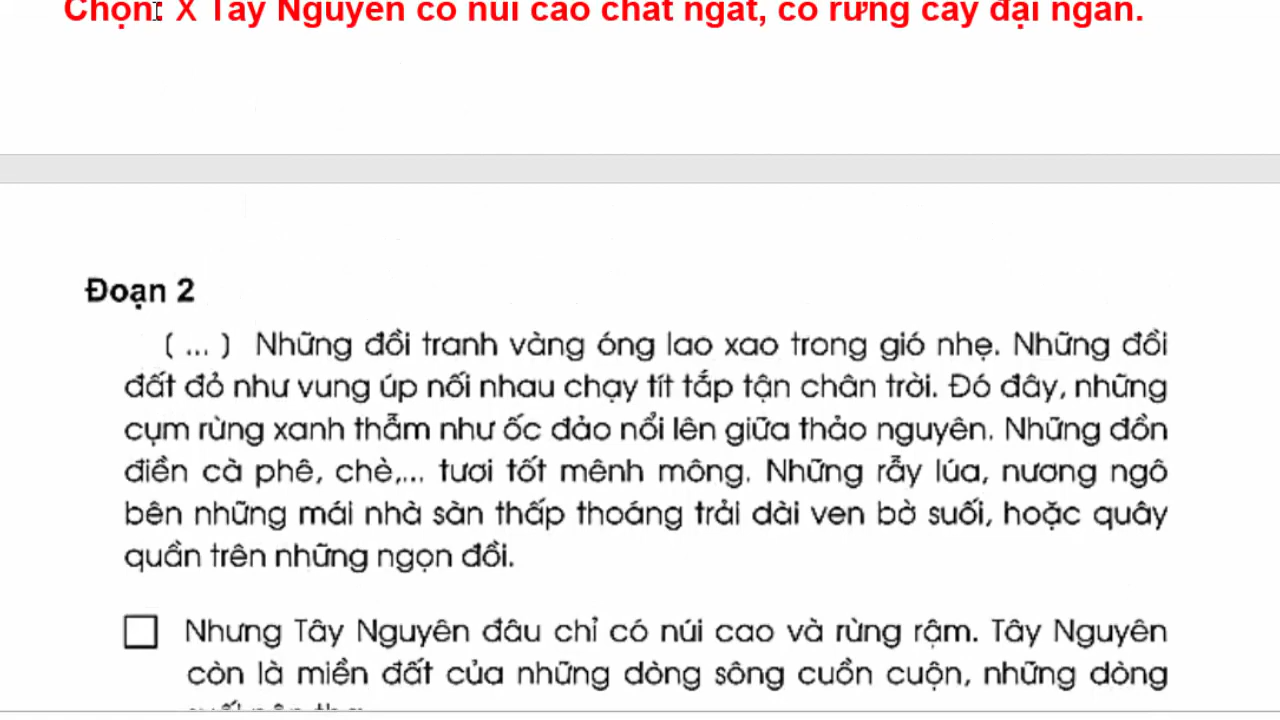 Chọn: X Tây Nguyên có núi cao chất ngất, có rừng cây đại ngàn.
Đoạn 2
( ... ) Những đồi tranh vàng óng lao xao trong gió nhẹ. Những đồi
đất đỏ như vung úp nối nhau chạy tít tắp tận chân trời. Đó đây, những
cụm rừng xanh thẫm như ốc đảo nổi lên giữa thảo nguyên. Những đồn
điền cà phê, chè,... tươi tốt mênh mông. Những rẫy lúa, nương ngô
bên những mái nhà sàn thấp thoáng trải dài ven bờ suối, hoặc quây
quần trên những ngọn đồi.
Nhưng Tây Nguyên đâu chỉ có núi cao và rừng rậm. Tây Nguyên
còn là miền đất của những dòng sông cuồn cuộn, những dòng